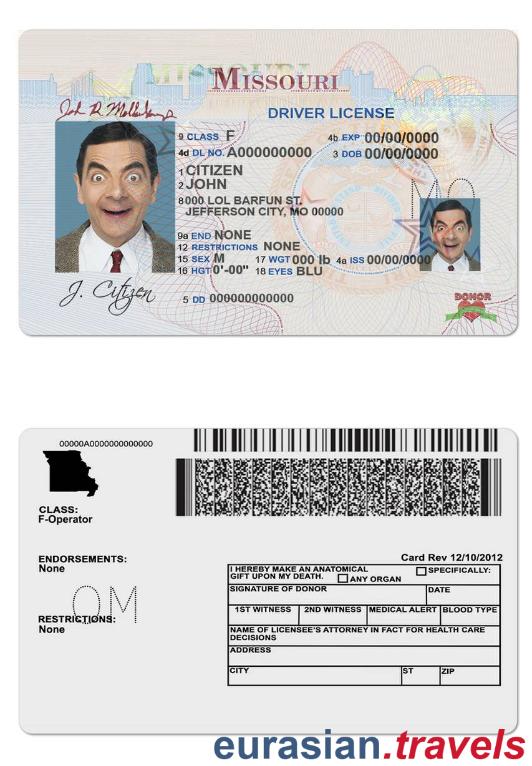 MISSOURI
DRIVER LICENSE
9 CLASS F
4b EXP 00/00/0000
4d DL NO. A000000000
3 DOB 00/00/0000
1 CITIZEN
2 JOHN
8 000 LOL BARFUN ST.
JEFFERSON CITY, MO 00000
MO
9a END NONE
12 RESTRICTIONS NONE
15 SEX M 17 WGT 000 lb 4a ISS 00/00/0000
16 HGT 0'-00" 18 EYES BLU
J. Citizen
5 DD 000000000000
DONOR
00000A0000000000000
CLASS:
F-Operator
ENDORSEMENTS:
None
Card Rev 12/10/2012
I HEREBY MAKE AN ANATOMICAL
GIFT UPON MY DEATH. ANY ORGAN SPECIFICALLY:
SIGNATURE OF DONOR DATE
OM
1ST WITNESS 2ND WITNESS MEDICAL ALERT BLOOD TYPE
RESTRICTIONS:
None
NAME OF LICENSEE'S ATTORNEY IN FACT FOR HEALTH CARE
DECISIONS
ADDRESS
CITY ST ZIP
eurasian.travels